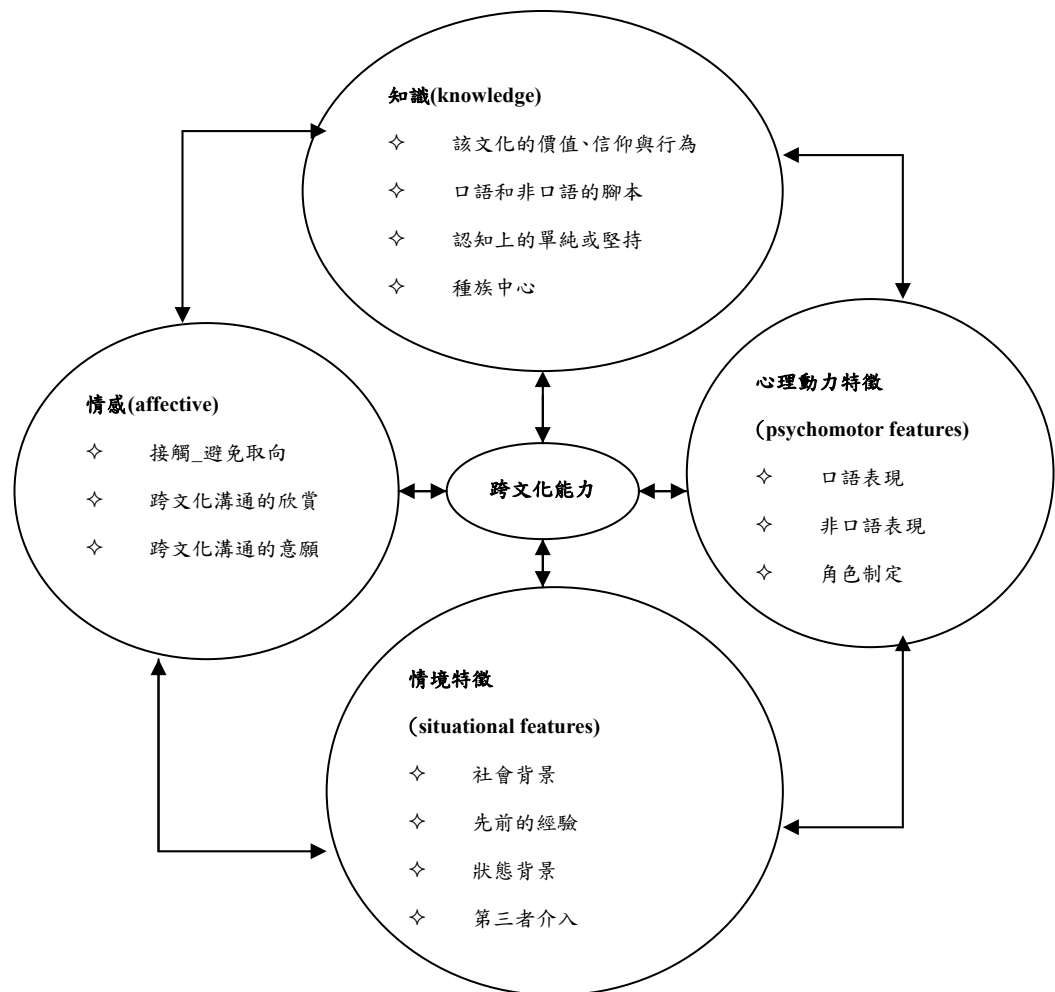 知識(knowledge)
✧ 該文化的價值、信仰與行為
✧ 口語和非口語的腳本
✧ 認知上的單純或堅持
✧ 種族中心
情感(affective)
✧ 接觸_避免取向
✧ 跨文化溝通的欣賞
✧ 跨文化溝通的意願
跨文化能力
心理動力特徵
（psychomotor features)
✧ 口語表現
✧ 非口語表現
✧ 角色制定
情境特徵
（situational features)
✧ 社會背景
✧ 先前的經驗
✧ 狀態背景
✧ 第三者介入